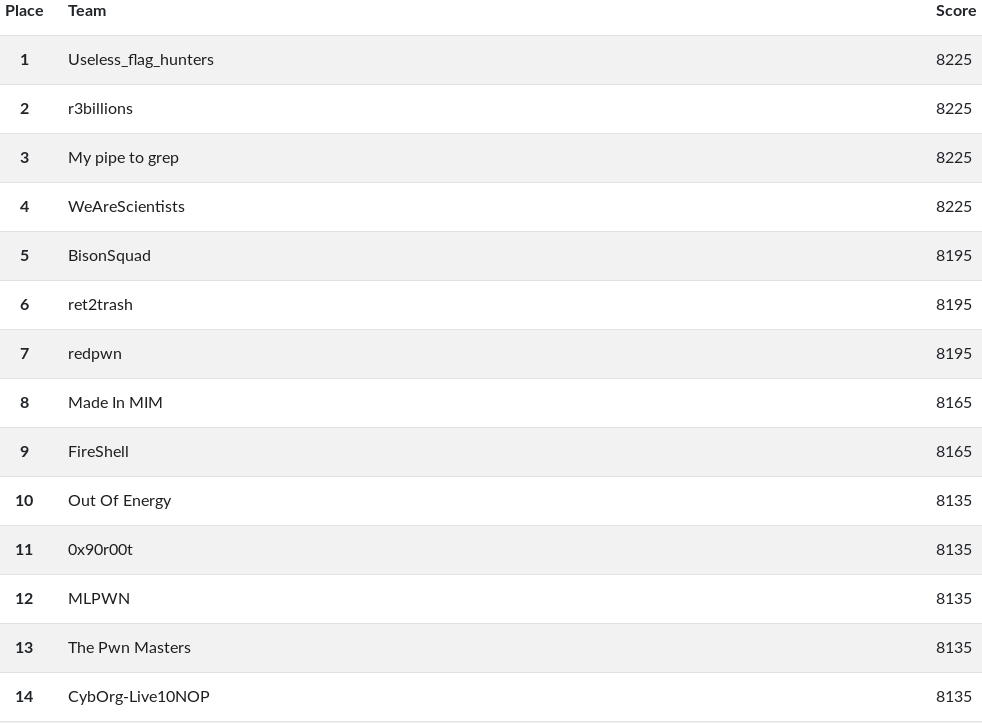 Place Team Score
1 Useless_flag_hunters 8225
2 r3billions 8225
3 My pipe to grep 8225
4 WeAreScientists 8225
5 BisonSquad 8195
6 ret2trash 8195
7 redpwn 8195
8 Made In MIM 8165
9 FireShell 8165
10 Out Of Energy 8135
11 0x90r00t 8135
12 MLPWN 8135
13 The Pwn Masters 8135
14 CybOrg-Live10NOP 8135